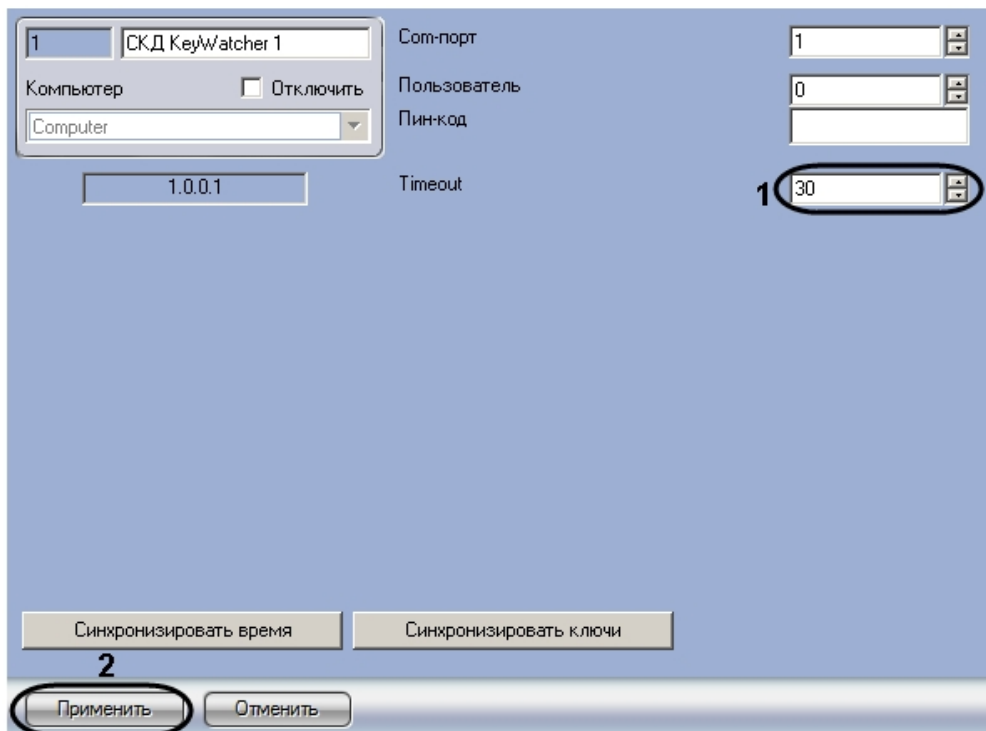 1 СКД KeyWatcher 1
Компьютер Отключить
Computer
1.0.0.1
Com-порт 1
Пользователь 0
Пин-код
Timeout 1 30
Синхронизировать время Синхронизировать ключи
2
Применить Отменить